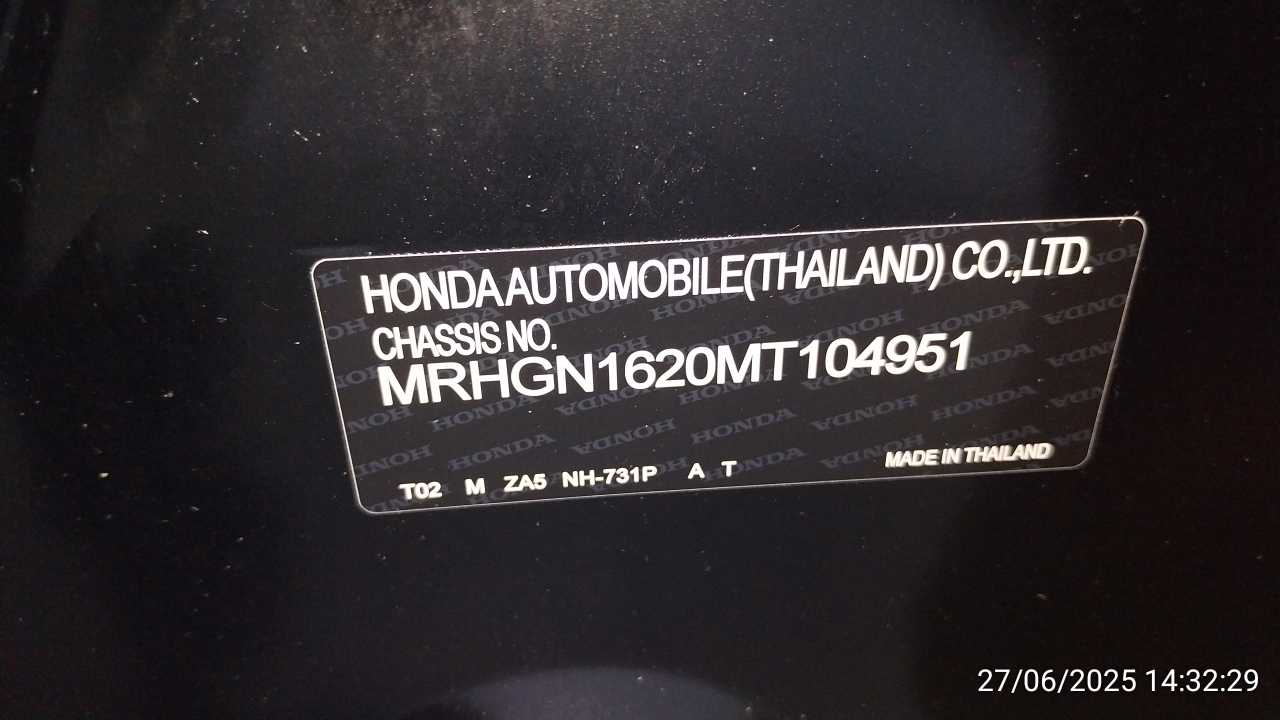 HONDA AUTOMOBILE(THAILAND) CO.,LTD.
CHASSIS NO.
MRHGN1620MT104951
T02 M ZA5 NH-731P A T
MADE IN THAILAND
27/06/2025 14:32:29